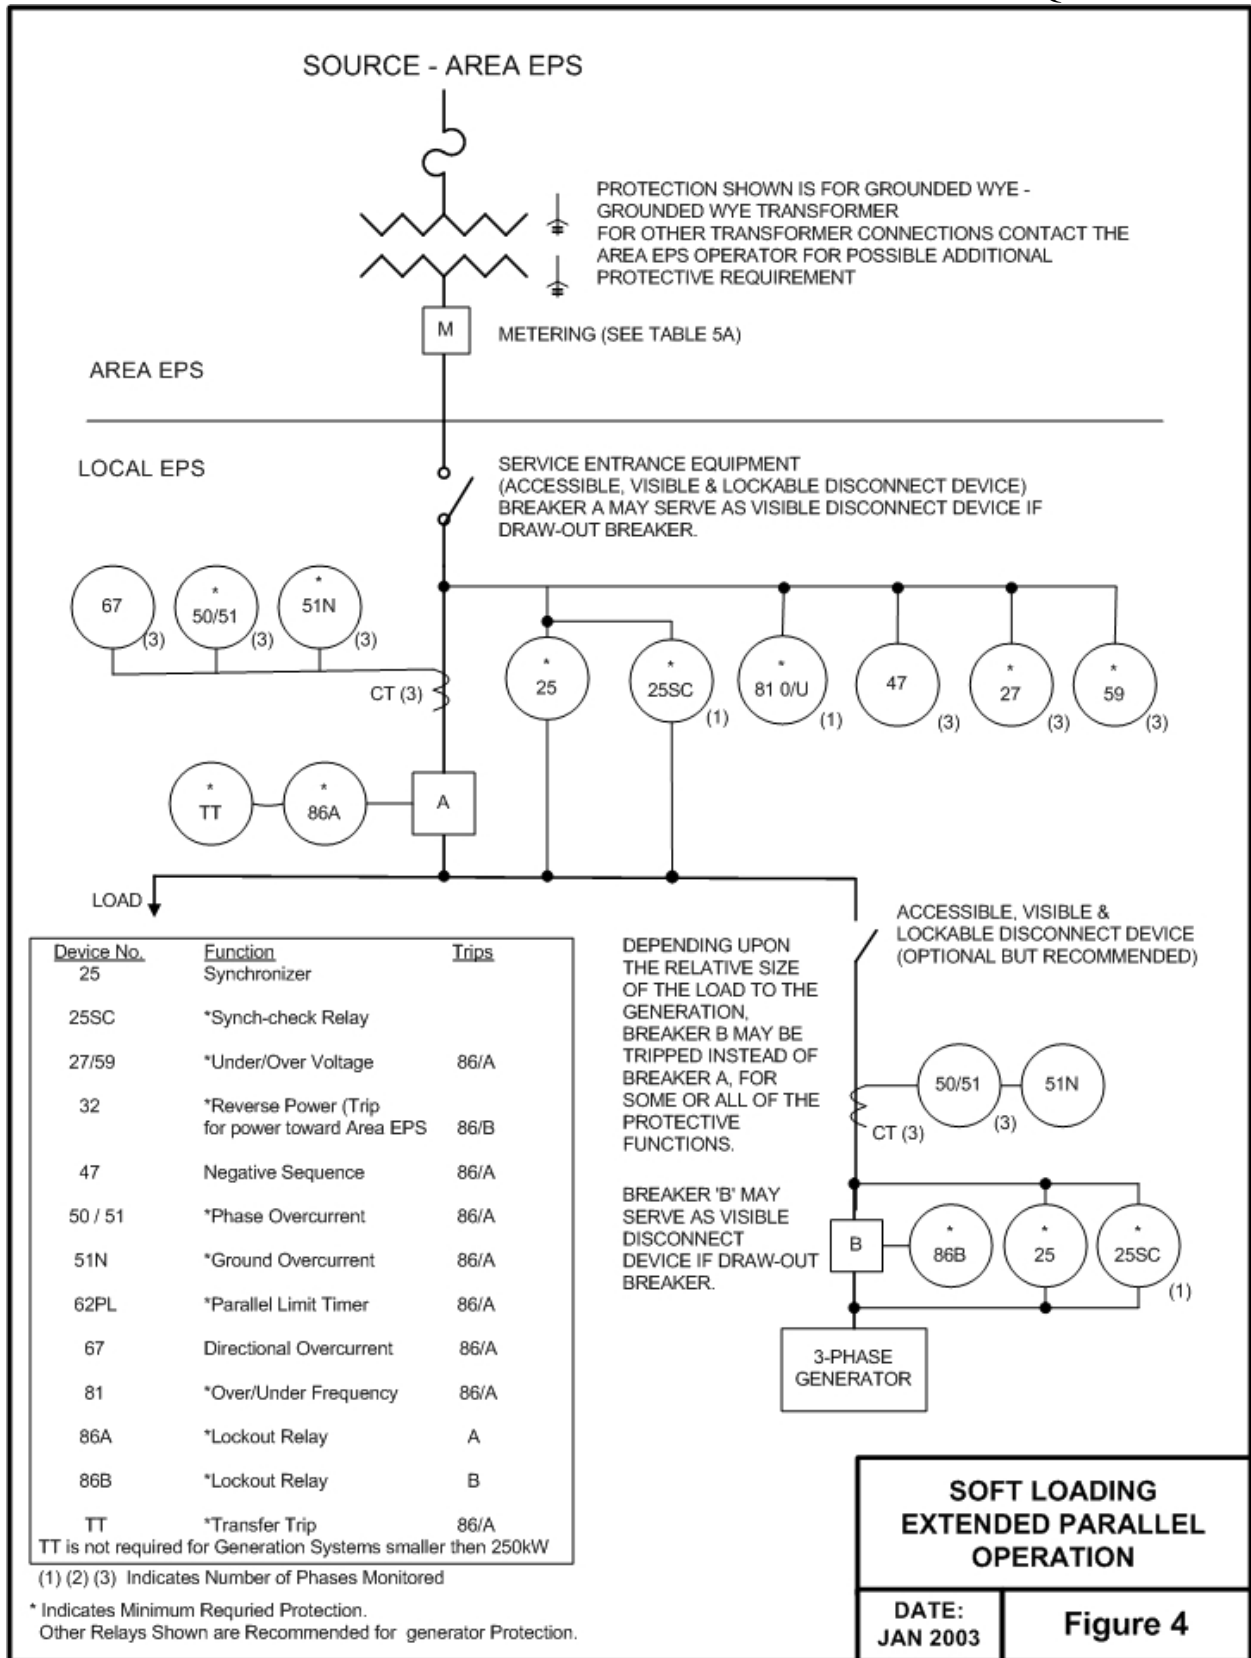 SOURCE - AREA EPS
PROTECTION SHOWN IS FOR GROUNDED WYE -
GROUNDED WYE TRANSFORMER
FOR OTHER TRANSFORMER CONNECTIONS CONTACT THE
AREA EPS OPERATOR FOR POSSIBLE ADDITIONAL
PROTECTIVE REQUIREMENT
M
METERING (SEE TABLE 5A)
AREA EPS
LOCAL EPS
SERVICE ENTRANCE EQUIPMENT
(ACCESSIBLE, VISIBLE & LOCKABLE DISCONNECT DEVICE)
BREAKER A MAY SERVE AS VISIBLE DISCONNECT DEVICE IF
DRAW-OUT BREAKER.
67
(3)
*
50/51
(3)
*
51N
(3)
CT (3)
*
25
*
25SC
(1)
*
81 0/U
(1)
47
(3)
*
27
(3)
*
59
(3)
*
TT
*
86A
A
LOAD
ACCESSIBLE, VISIBLE &
LOCKABLE DISCONNECT DEVICE
(OPTIONAL BUT RECOMMENDED)
Device No. Function Trips
25 Synchronizer
25SC *Synch-check Relay
27/59 *Under/Over Voltage 86/A
32 *Reverse Power (Trip
for power toward Area EPS 86/B
47 Negative Sequence 86/A
50 / 51 *Phase Overcurrent 86/A
51N *Ground Overcurrent 86/A
62PL *Parallel Limit Timer 86/A
67 Directional Overcurrent 86/A
81 *Over/Under Frequency 86/A
86A *Lockout Relay A
86B *Lockout Relay B
TT *Transfer Trip 86/A
TT is not required for Generation Systems smaller then 250kW
(1) (2) (3) Indicates Number of Phases Monitored
* Indicates Minimum Requried Protection.
Other Relays Shown are Recommended for generator Protection.
DEPENDING UPON
THE RELATIVE SIZE
OF THE LOAD TO THE
GENERATION,
BREAKER B MAY BE
TRIPPED INSTEAD OF
BREAKER A, FOR
SOME OR ALL OF THE
PROTECTIVE
FUNCTIONS.
BREAKER 'B' MAY
SERVE AS VISIBLE
DISCONNECT
DEVICE IF DRAW-OUT
BREAKER.
50/51
(3)
51N
CT (3)
B
*
86B
*
25
*
25SC
(1)
3-PHASE
GENERATOR
SOFT LOADING
EXTENDED PARALLEL
OPERATION
DATE:
JAN 2003
Figure 4